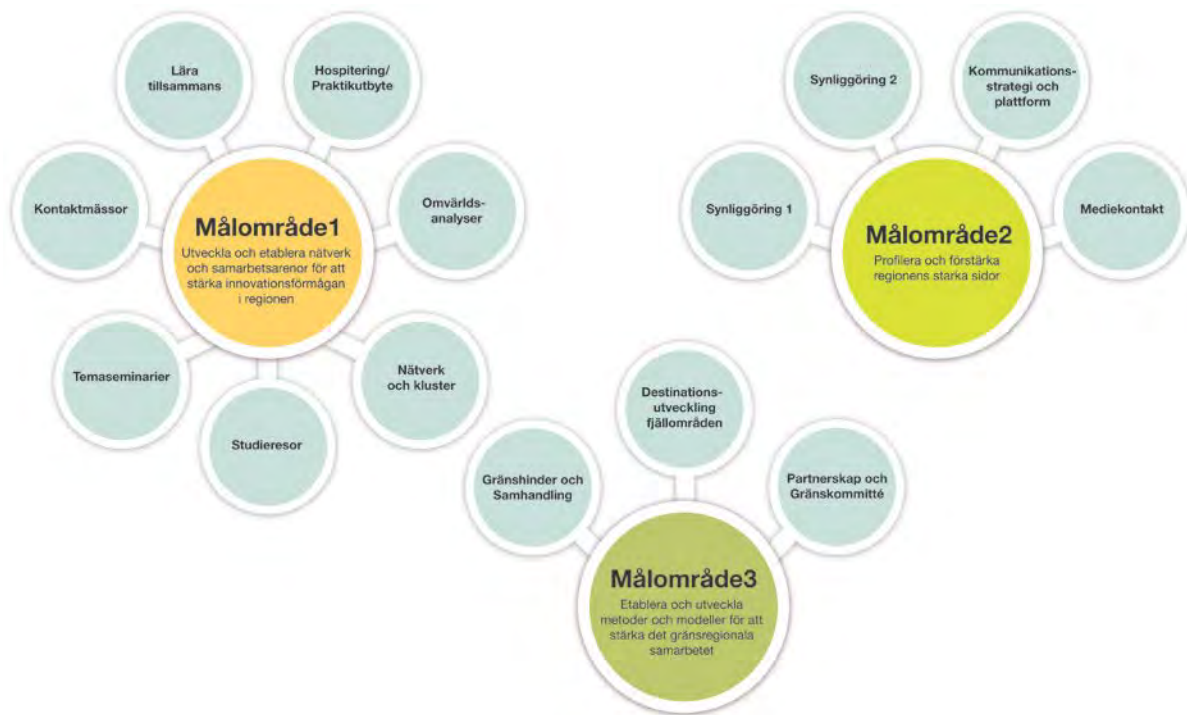 Lära
tillsammans
Hospitering/
Praktikutbyte
Kontaktmässor
Omvärlds-
analyser
Målområde1
Utveckla och etablera nätverk
och samarbetsarenor för att
stärka innovationsförmågan
i regionen
Temaseminarier
Studieresor
Nätverk
och kluster
Synliggöring 2
Kommunikations-
strategi och
plattform
Synliggöring 1
Mediekontakt
Målområde2
Profilera och förstärka
regionens starka sidor
Destinations-
utveckling
fjällområden
Gränshinder och
Samhandling
Partnerskap och
Gränskommitté
Målområde3
Etablera och utveckla
metoder och modeller för att
stärka det gränsregionala
samarbetet